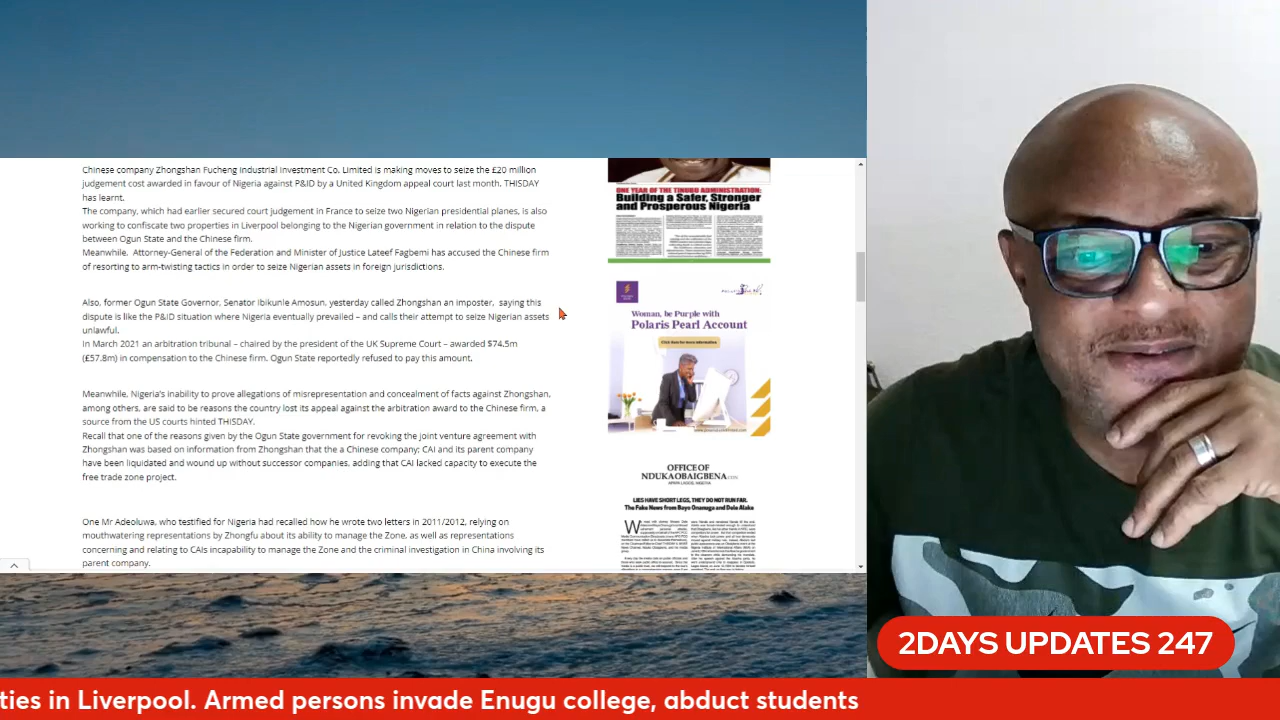 Chinese company Zhongshan Fucheng Industrial Investment Co. Limited is making moves to seize the £20 million
judgement cost awarded in favour of Nigeria against P&ID by a United Kingdom appeal court last month. THISDAY
has learnt.
The company, which had earlier secured court judgement in France to seize two Nigerian presidential planes, is also
working to confiscate two properties in Liverpool belonging to the Nigerian government in relation to the dispute
between Ogun State and the Chinese firm.
Meanwhile, Attorney-General of the Federation and Minister of Justice Lateef Fagbemi has accused the Chinese firm
of resorting to arm-twisting tactics in order to seize Nigerian assets in foreign jurisdictions.
Also, former Ogun State Governor, Senator Ibikunle Amosun, yesterday called Zhongshan an imposter, saying this
dispute is like the P&ID situation where Nigeria eventually prevailed – and calls their attempt to seize Nigerian assets
unlawful.
In March 2021 an arbitration tribunal – chaired by the president of the UK Supreme Court – awarded $74.5m
(£57.8m) in compensation to the Chinese firm. Ogun State reportedly refused to pay this amount.
Meanwhile, Nigeria's inability to prove allegations of misrepresentation and concealment of facts against Zhongshan,
among others, are said to be reasons the country lost its appeal against the arbitration award to the Chinese firm, a
source from the US courts hinted THISDAY.
Recall that one of the reasons given by the Ogun State government for revoking the joint venture agreement with
Zhongshan was based on information from Zhongshan that the a Chinese company; CAI and its parent company
have been liquidated and wound up without successor companies, adding that CAI lacked capacity to execute the
free trade zone project.
One Mr Adeoluwa, who testified for Nigeria had recalled how he wrote two letters in 2011/2012, relying on
mouthwatering representations by Zhongfu about its ability to manage the Zone, as well as representations
concerning and relating to CAIs incapability to manage the Zone and criminal investigations in China involving its
parent company.
ONE YEAR OF THE TINUBU ADMINISTRATION:
Building a Safer, Stronger
and Prosperous Nigeria
Woman, be Purple with
Polaris Pearl Account
Click here for more information
OFFICE OF
NDUKAOBAIGBENA
LIES HAVE SHORT LEGS, THEY DO NOT RUN FAR.
The Fake News from Bayo Onanuga and Dele Alake
2DAYS UPDATES 247
ties in Liverpool. Armed persons invade Enugu college, abduct students